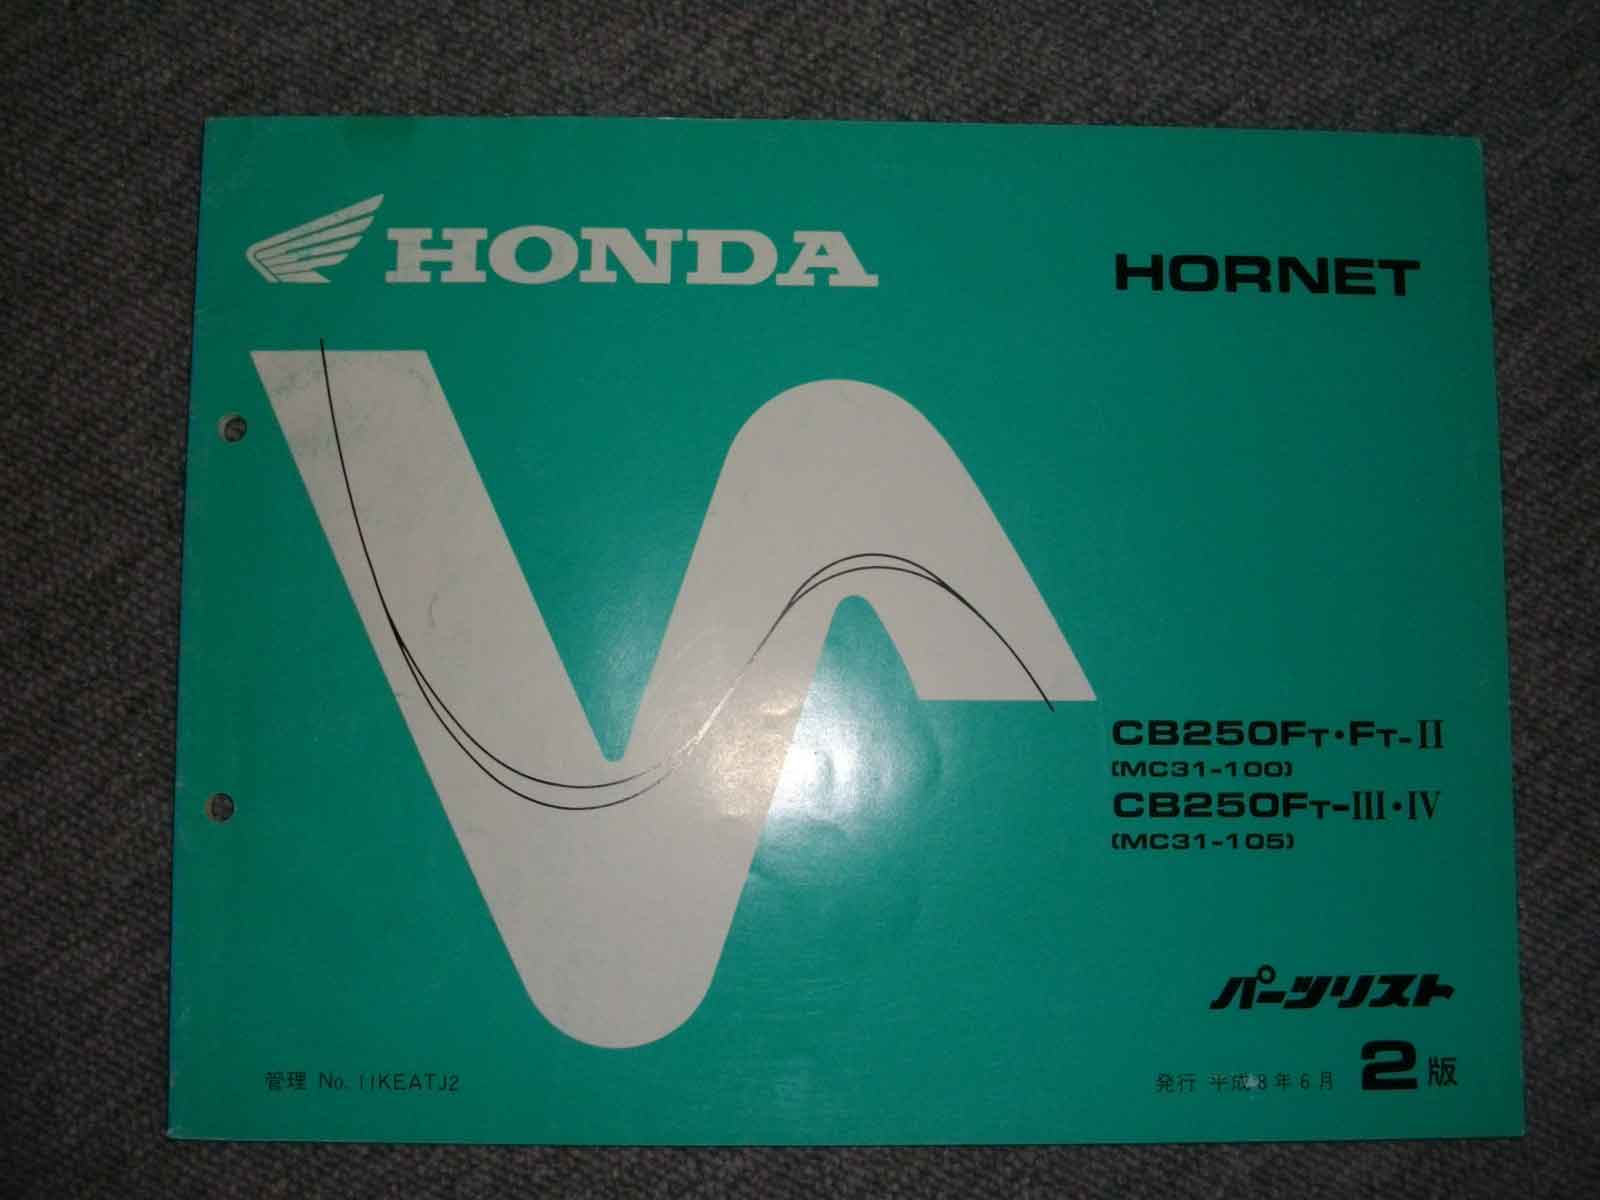 HONDA
HORNET
CB250FT・FT-II
(MC31-100)
CB250FT-III・IV
(MC31-105)
パーツリスト
管理 No. 11KEATJ2
発行 平成8年6月 2版